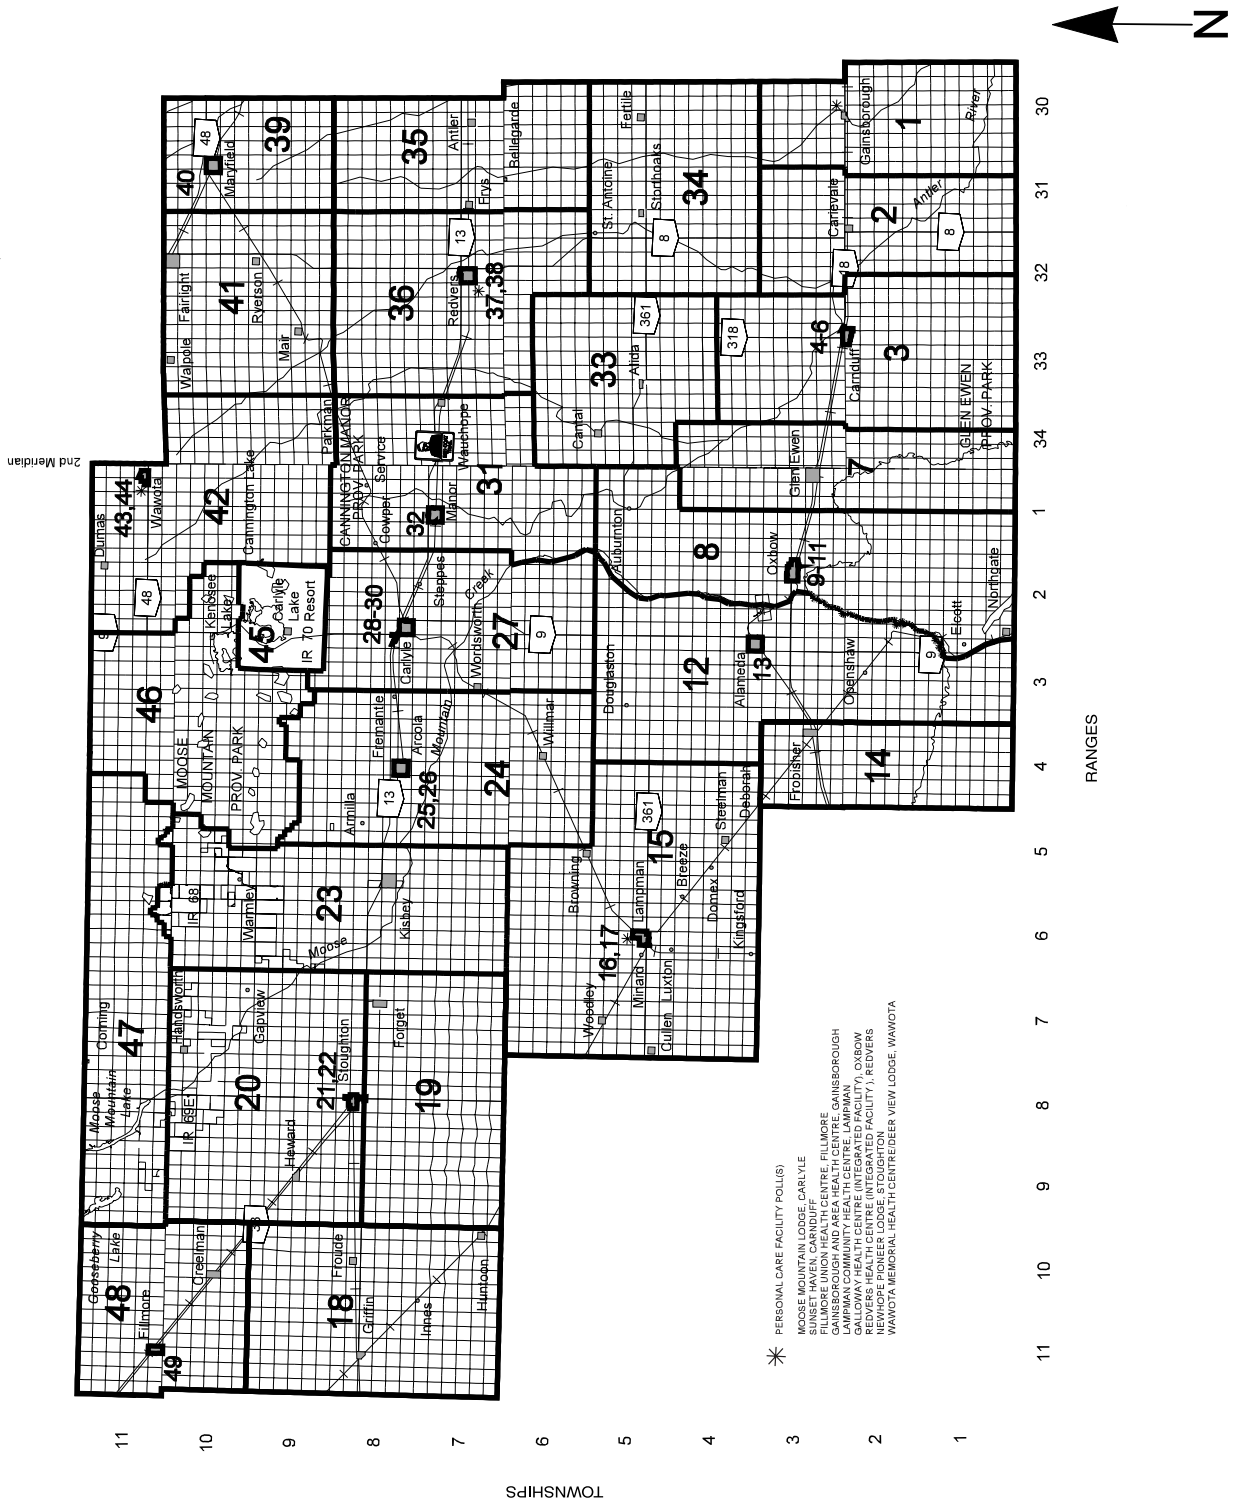 N
2nd Meridian
48
40
39
Maryfield
35
Antler
Bellegarde
Frys
Fertile
Storthoaks
St. Antoine
34
8
Gainsborough
1
River
Carievale
2
Antler
8
18
Fairlight
41
Ryerson
Walpole
Mair
13
36
Redvers
37,38
33
361
Alida
Cantal
318
4-6
Carnduff
3
GLEN EWEN
PROV. PARK
Parkman
CANNINGTON MANOR
PROV. PARK
Service
Cowper
Wauchope
31
Manor
32
Glen Ewen
7
43,44
Wawota
Dumas
42
Cannington Lake
48
9
Kenosee
Lake
45
Carlyle
Lake
Resort
IR 70
28-30
Carlyle
Steppes
Creek
Wordsworth
27
9
Auburnton
8
Oxbow
9-11
Northgate
Elcott
9
46
MOOSE
MOUNTAIN
PROV. PARK
Fremantle
Arcola
Mountain
13
25,26
Armilla
24
Willmar
Douglaston
12
Alameda
13
Openshaw
Frobisher
14
47
Corning
IR 68
Warmley
23
Kisbey
Moose
Browning
15
361
Steelman
Deborah
Lampman
Breeze
Domex
Kingsford
16,17
Minard
Luxton
Cullen
Woodley
Handsworth
Gapview
20
IR 69E
21,22
Stoughton
Forget
19
Moose
Mountain
Lake
Heward
33
Gooseberry
Lake
48
Fillmore
49
Creelman
Froude
18
Griffin
Innes
Huntoon
30
31
32
33
34
1
2
3
4
5
6
7
8
9
10
11
RANGES
11
10
9
8
7
6
5
4
3
2
1
TOWNSHIPS
PERSONAL CARE FACILITY POLL(S)
MOOSE MOUNTAIN LODGE, CARLYLE
SUNSET HAVEN, CARNDUFF
FILLMORE UNION HEALTH CENTRE, FILLMORE
GAINSBOROUGH AND AREA HEALTH CENTRE, GAINSBOROUGH
LAMPMAN COMMUNITY HEALTH CENTRE, LAMPMAN
GALLOWAY HEALTH CENTRE (INTEGRATED FACILITY), OXBOW
REDVERS HEALTH CENTRE (INTEGRATED FACILITY ), REDVERS
NEWHOPE PIONEER LODGE, STOUGHTON
WAWOTA MEMORIAL HEALTH CENTRE/DEER VIEW LODGE, WAWOTA